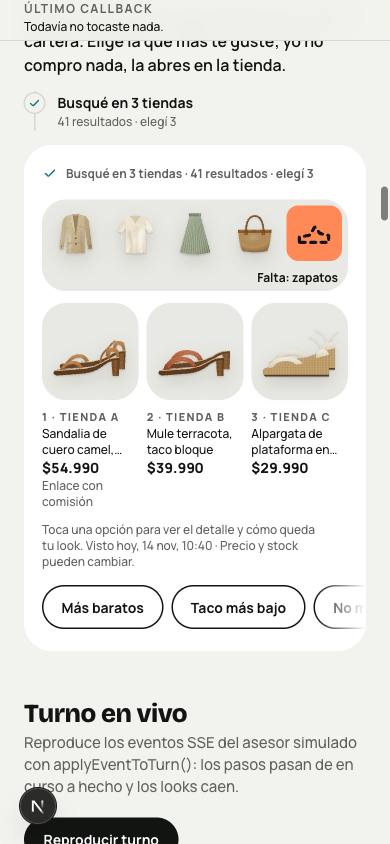 ÚLTIMO CALLBACK
Todavía no tocaste nada.
cartera. Elige la que más te guste; yo no
compro nada, la abres en la tienda.
Busqué en 3 tiendas
41 resultados · elegí 3
Busqué en 3 tiendas · 41 resultados · elegí 3
Falta: zapatos
1 · TIENDA A
Sandalia de
cuero camel,…
$54.990
Enlace con
comisión
2 · TIENDA B
Mule terracota,
taco bloque
$39.990
3 · TIENDA C
Alpargata de
plataforma en…
$29.990
Toca una opción para ver el detalle y cómo queda
tu look. Visto hoy, 14 nov, 10:40 · Precio y stock
pueden cambiar.
Más baratos
Taco más bajo
No
Turno en vivo
Reproduce los eventos SSE del asesor simulado
con applyEventToTurn(): los pasos pasan de en
curso a hecho y los looks caen.
N
Reproducir turno